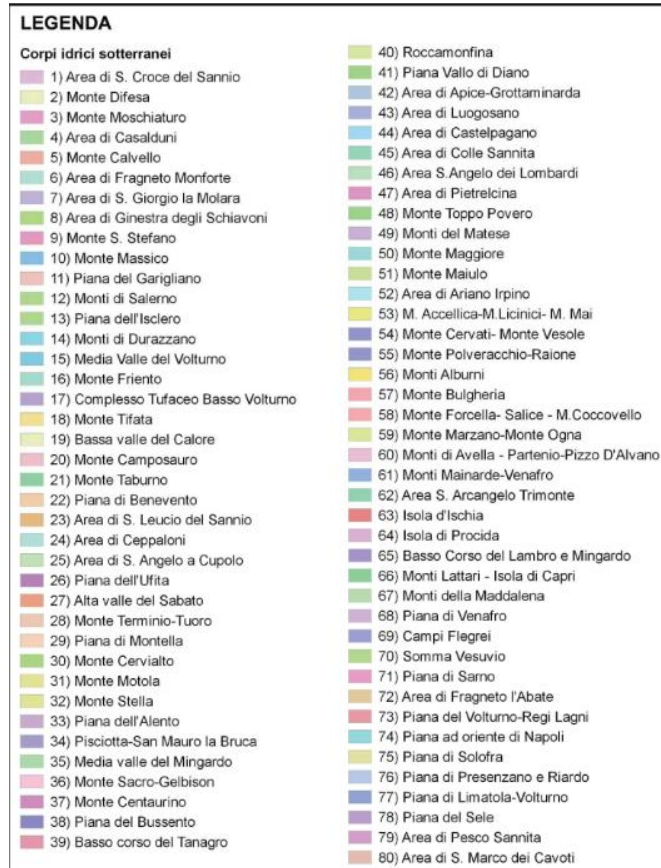 LEGENDA
Corpi idrici sotterranei
1) Area di S. Croce del Sannio
2) Monte Difesa
3) Monte Moschiaturo
4) Area di Casalduni
5) Monte Calvello
6) Area di Fragneto Monforte
7) Area di S. Giorgio la Molara
8) Area di Ginestra degli Schiavoni
9) Monte S. Stefano
10) Monte Massico
11) Piana del Garigliano
12) Monti di Salerno
13) Piana dell'Isclero
14) Monti di Durazzano
15) Media Valle del Volturno
16) Monte Friento
17) Complesso Tufaceo Basso Volturno
18) Monte Tifata
19) Bassa valle del Calore
20) Monte Camposauro
21) Monte Taburno
22) Piana di Benevento
23) Area di S. Leucio del Sannio
24) Area di Ceppaloni
25) Area di S. Angelo a Cupolo
26) Piana dell'Ufita
27) Alta valle del Sabato
28) Monte Terminio-Tuoro
29) Piana di Montella
30) Monte Cervialto
31) Monte Motola
32) Monte Stella
33) Piana dell'Alento
34) Pisciotta-San Mauro la Bruca
35) Media valle del Mingardo
36) Monte Sacro-Gelbison
37) Monte Centaurino
38) Piana del Bussento
39) Basso corso del Tanagro
40) Roccamonfina
41) Piana Vallo di Diano
42) Area di Apice-Grottaminarda
43) Area di Luogosano
44) Area di Castelpagano
45) Area di Colle Sannita
46) Area S.Angelo dei Lombardi
47) Area di Pietrelcina
48) Monte Toppo Povero
49) Monti del Matese
50) Monte Maggiore
51) Monte Maiulo
52) Area di Ariano Irpino
53) M. Accellica-M.Licinici- M. Mai
54) Monte Cervati- Monte Vesole
55) Monte Polveracchio-Raione
56) Monti Alburni
57) Monte Bulgheria
58) Monte Forcella- Salice - M.Coccovello
59) Monte Marzano-Monte Ogna
60) Monti di Avella - Partenio-Pizzo D'Alvano
61) Monti Mainarde-Venafro
62) Area S. Arcangelo Trimonte
63) Isola d'Ischia
64) Isola di Procida
65) Basso Corso del Lambro e Mingardo
66) Monti Lattari - Isola di Capri
67) Monti della Maddalena
68) Piana di Venafro
69) Campi Flegrei
70) Somma Vesuvio
71) Piana di Sarno
72) Area di Fragneto l'Abate
73) Piana del Volturno-Regi Lagni
74) Piana ad oriente di Napoli
75) Piana di Solofra
76) Piana di Presenzano e Riardo
77) Piana di Limatola-Volturno
78) Piana del Sele
79) Area di Pesco Sannita
80) Area di S. Marco dei Cavoti